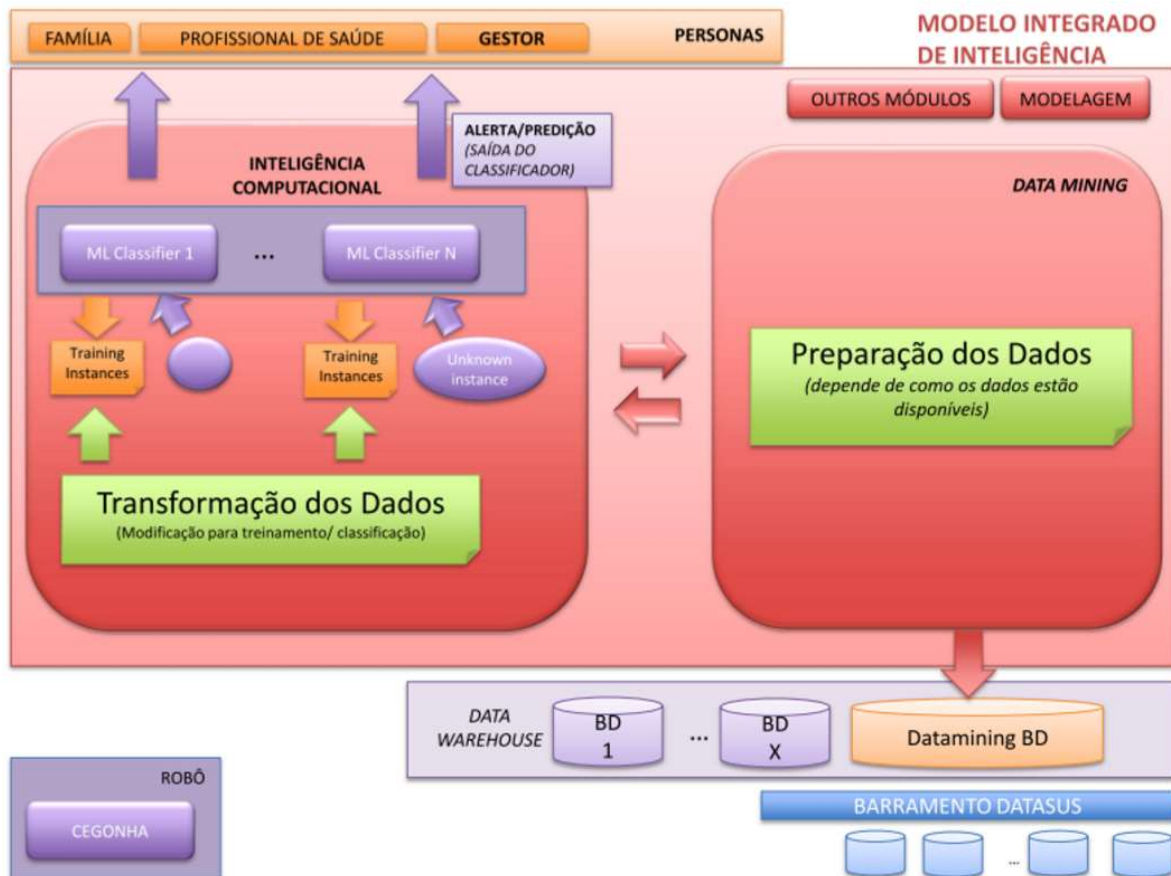 FAMÍLIA
PROFISSIONAL DE SAÚDE
GESTOR
PERSONAS
MODELO INTEGRADO
DE INTELIGÊNCIA
OUTROS MÓDULOS
MODELAGEM
ALERTA/PREDIÇÃO
(SAÍDA DO
CLASSIFICADOR)
INTELIGÊNCIA
COMPUTACIONAL
ML Classifier 1
...
ML Classifier N
Training
Instances
Training
Instances
Unknown
instance
Transformação dos Dados
(Modificação para treinamento/ classificação)
DATA MINING
Preparação dos Dados
(depende de como os dados estão
disponíveis)
DATA
WAREHOUSE
BD
1
...
BD
X
Datamining BD
ROBÔ
CEGONHA
BARRAMENTO DATASUS
...